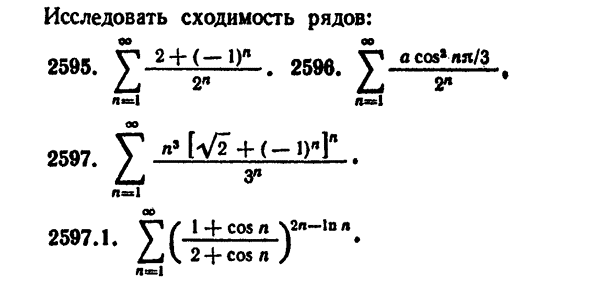 Исследовать сходимость рядов:
2595. $\sum_{n=1}^{\infty} \frac{2+(-1)^n}{2^n}$. 2596. $\sum_{n=1}^{\infty} \frac{a \cos^2 n\pi/3}{2^n}$.
2597. $\sum_{n=1}^{\infty} \frac{n^3 [\sqrt{2}+(-1)^n]^n}{3^n}$.
2597.1. $\sum_{n=1}^{\infty} \left( \frac{1+\cos n}{2+\cos n} \right)^{2n-\ln n}$.